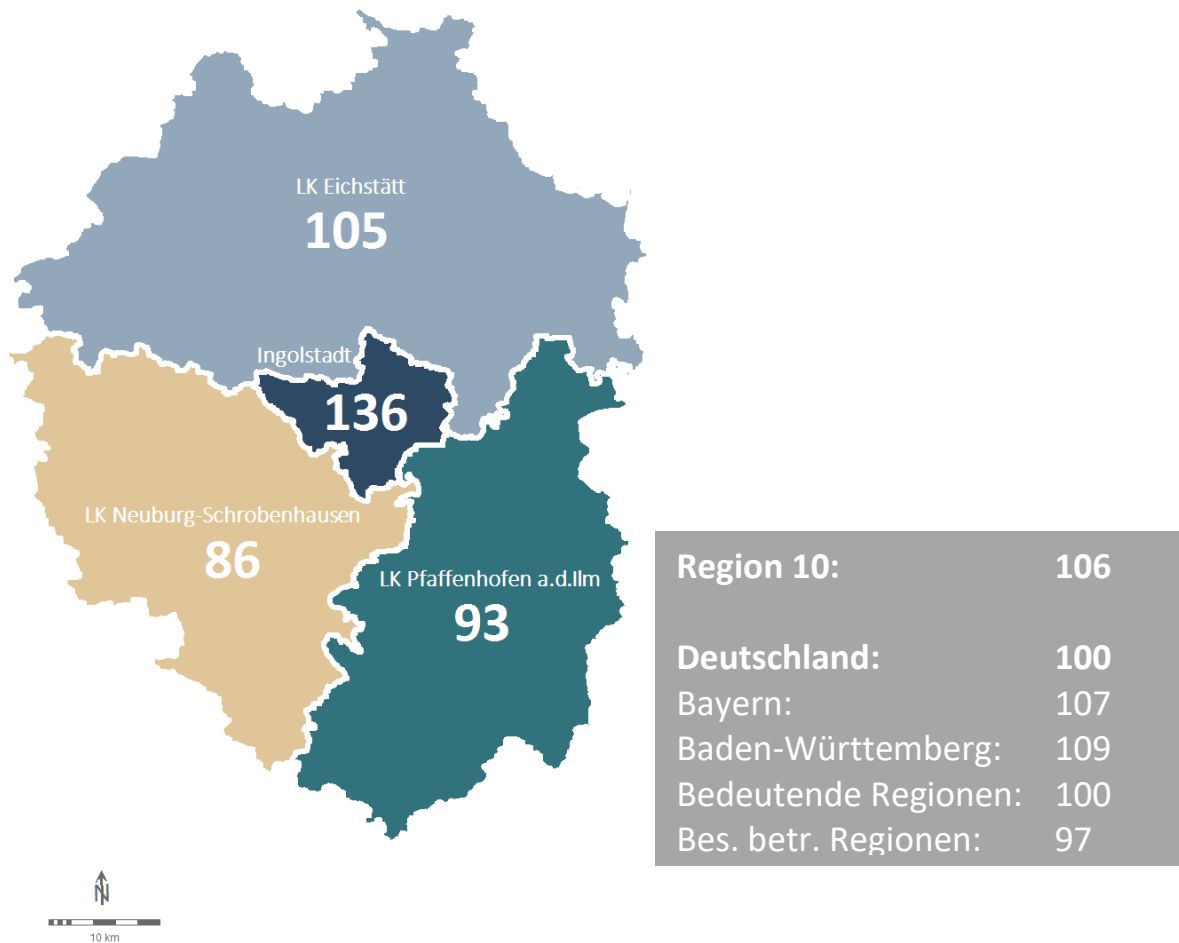 LK Eichstätt
105
Ingolstadt
136
LK Neuburg-Schrobenhausen
86
LK Pfaffenhofen a.d.Ilm
93
Region 10: 106
Deutschland: 100
Bayern: 107
Baden-Württemberg: 109
Bedeutende Regionen: 100
Bes. betr. Regionen: 97
N
10 km